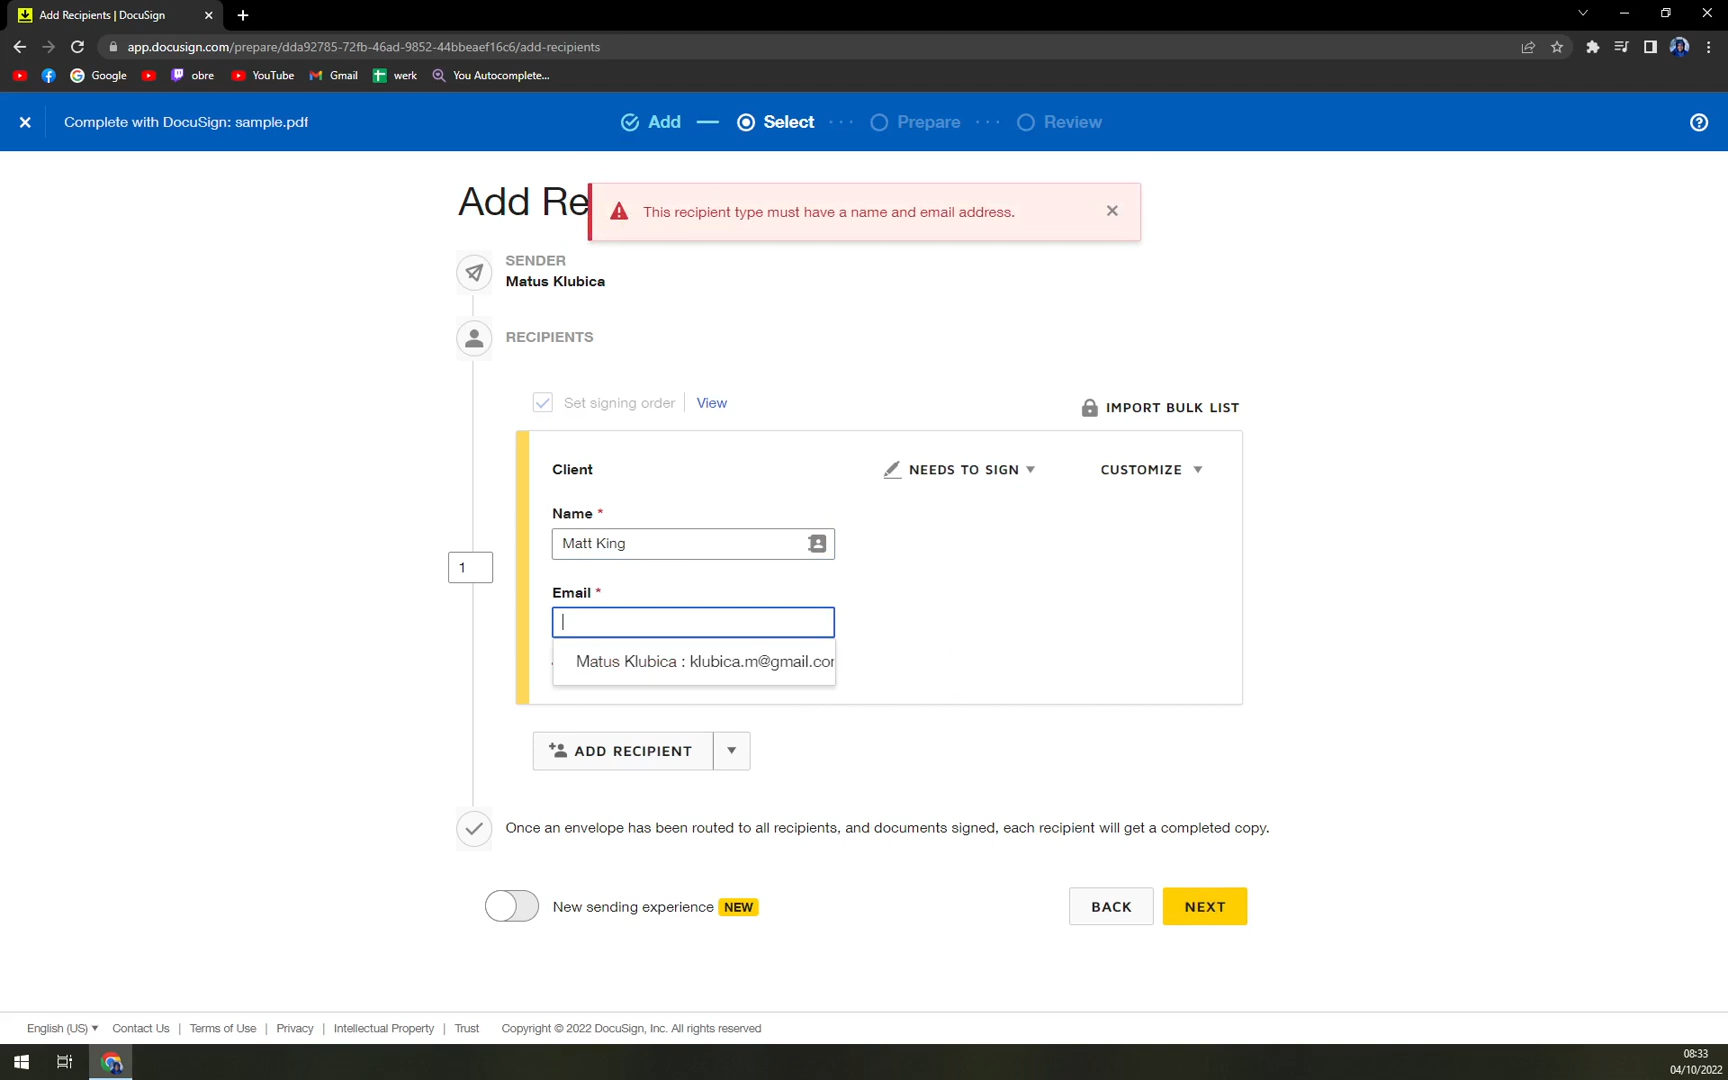 Add Recipients | DocuSign
app.docusign.com/prepare/dda92785-72fb-46ad-9852-44bbeaef16c6/add-recipients
Google obre YouTube Gmail werk You Autocomplete...
Complete with DocuSign: sample.pdf
Add Select Prepare Review
Add Re
This recipient type must have a name and email address.
SENDER
Matus Klubica
RECIPIENTS
Set signing order View
IMPORT BULK LIST
Client NEEDS TO SIGN CUSTOMIZE
Name *
Matt King
1
Email *
Matus Klubica : klubica.m@gmail.cor
ADD RECIPIENT
Once an envelope has been routed to all recipients, and documents signed, each recipient will get a completed copy.
New sending experience NEW
BACK NEXT
English (US) Contact Us | Terms of Use | Privacy | Intellectual Property | Trust Copyright © 2022 DocuSign, Inc. All rights reserved
08:33
04/10/2022